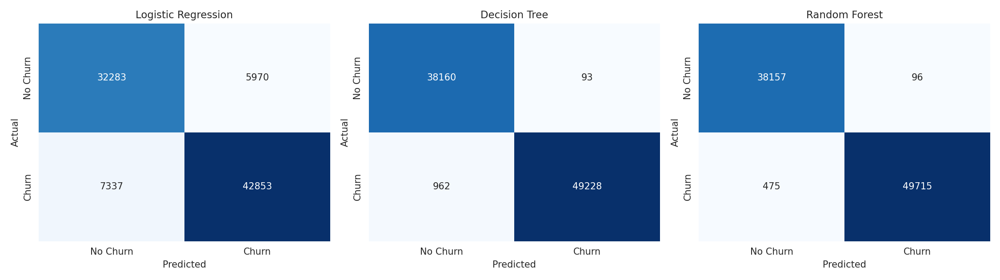 Logistic Regression
Actual
No Churn
Churn
32283
5970
7337
42853
No Churn
Churn
Predicted
Decision Tree
Actual
No Churn
Churn
38160
93
962
49228
No Churn
Churn
Predicted
Random Forest
Actual
No Churn
Churn
38157
96
475
49715
No Churn
Churn
Predicted